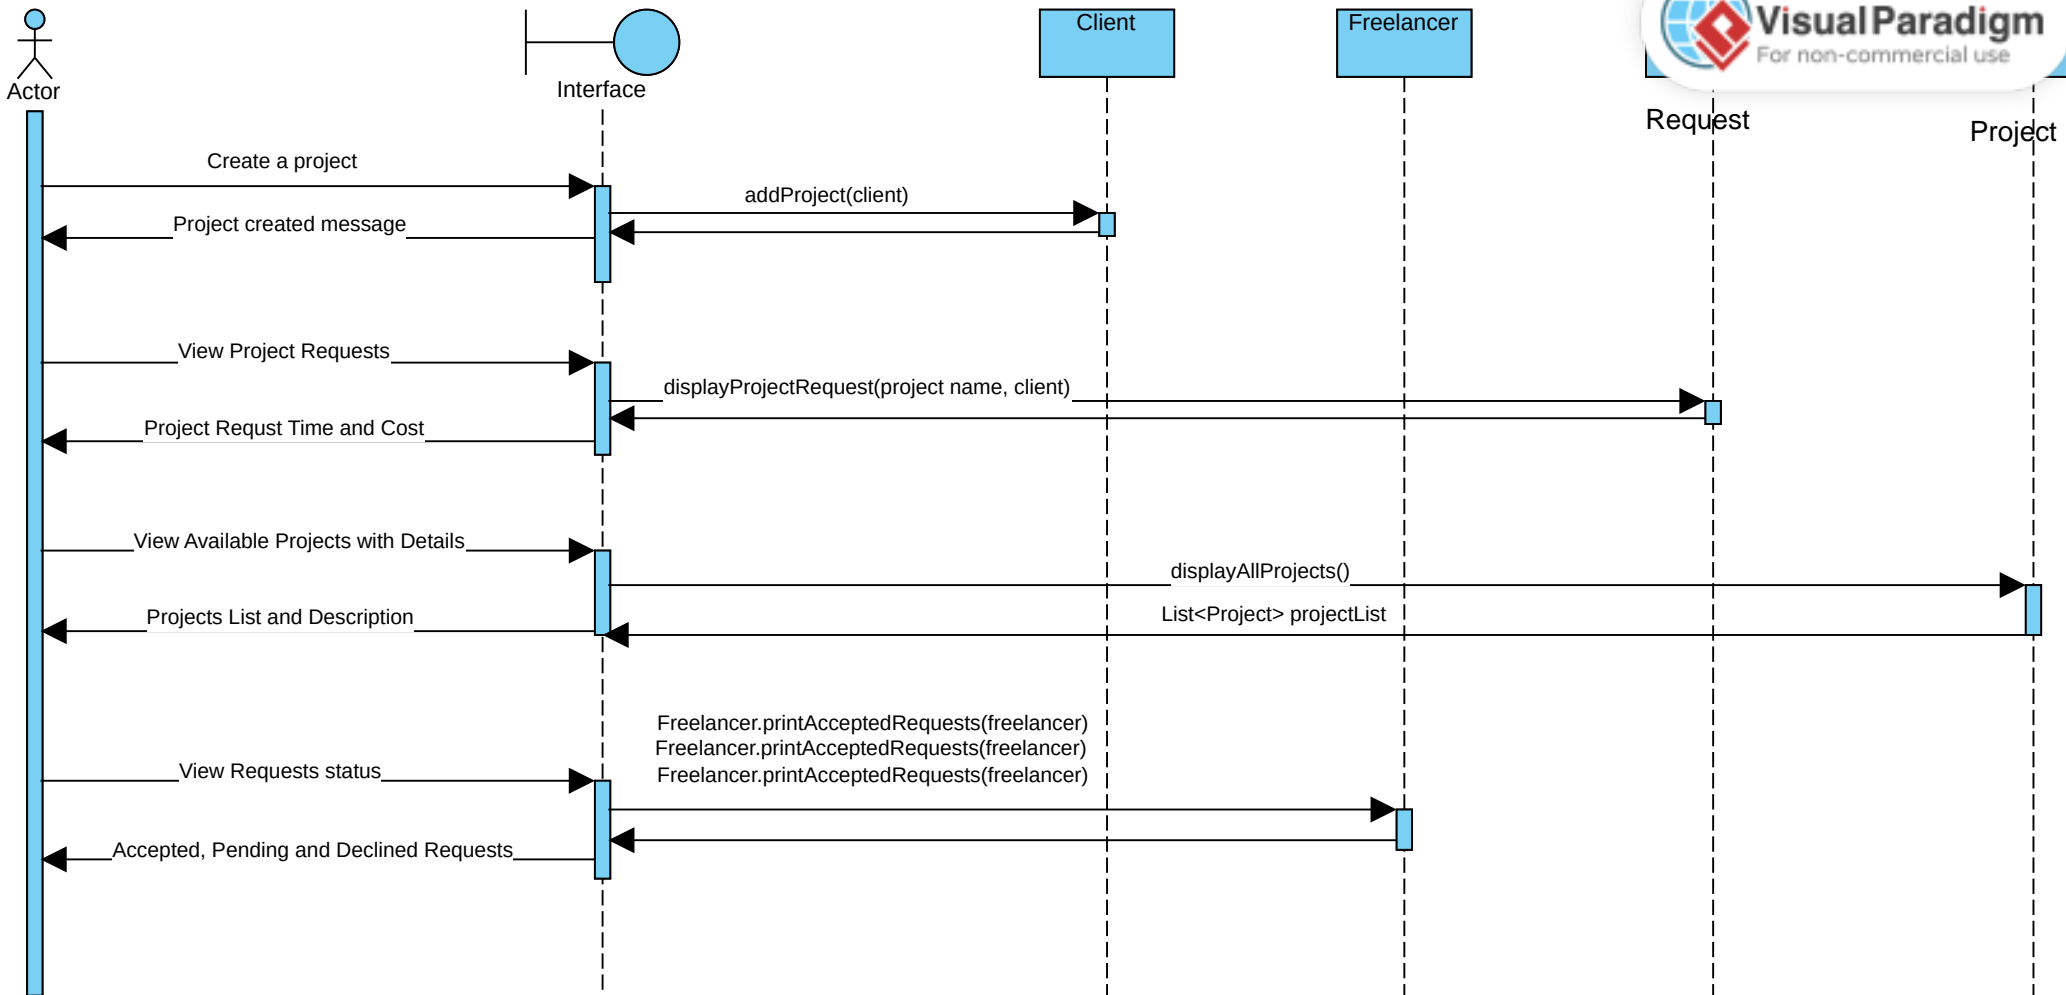 Client
Freelancer
Visual Paradigm
For non-commercial use
Actor
Interface
Request
Project
Create a project
addProject(client)
Project created message
View Project Requests
displayProjectRequest(project name, client)
Project Requst Time and Cost
View Available Projects with Details
displayAllProjects()
Projects List and Description
List<Project> projectList
Freelancer.printAcceptedRequests(freelancer)
Freelancer.printAcceptedRequests(freelancer)
Freelancer.printAcceptedRequests(freelancer)
View Requests status
Accepted, Pending and Declined Requests